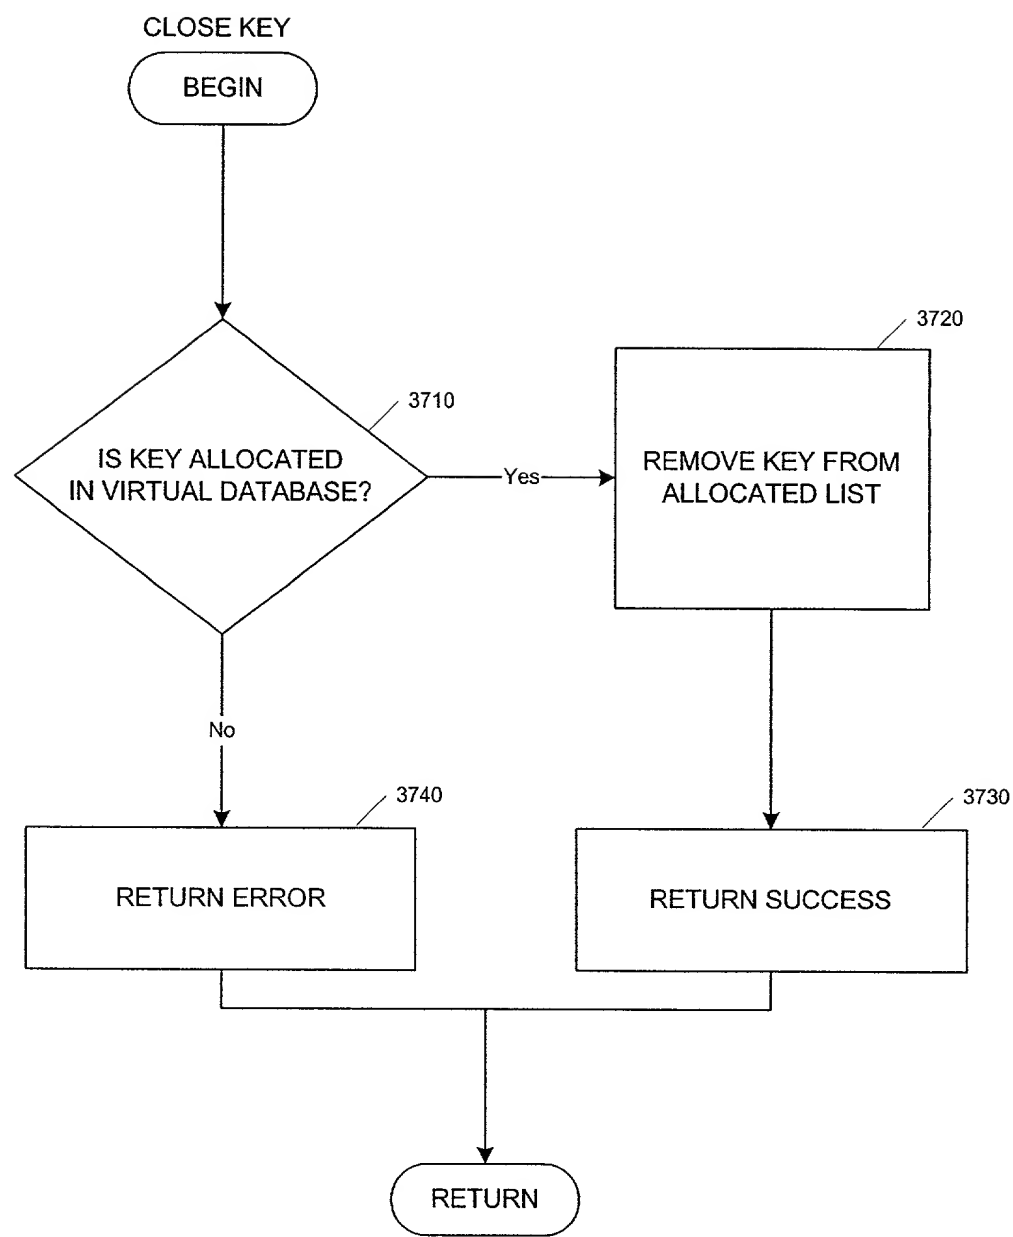 CLOSE KEY
BEGIN
3720
3710
IS KEY ALLOCATED
IN VIRTUAL DATABASE?
Yes
REMOVE KEY FROM
ALLOCATED LIST
No
3740
3730
RETURN ERROR
RETURN SUCCESS
RETURN